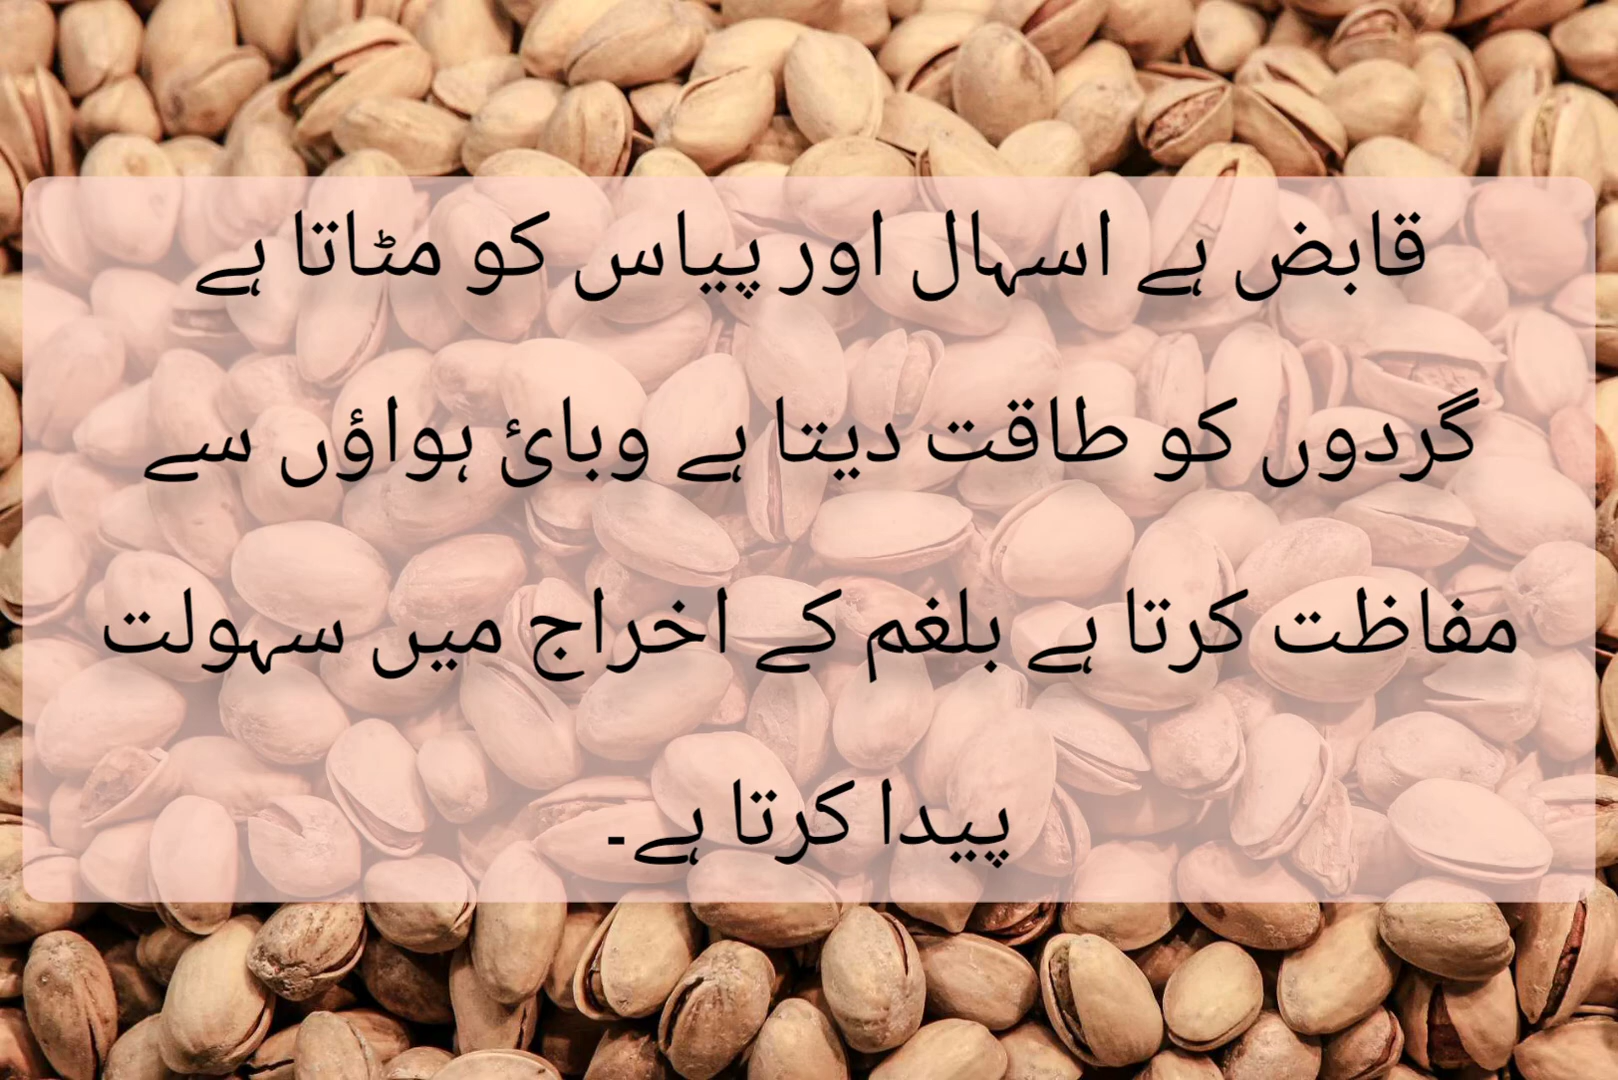 قابض ہے اسہال اور پیاس کو مٹاتا ہے
گردوں کو طاقت دیتا ہے وبائ ہواؤں سے
مفاظت کرتا ہے بلغم کے اخراج میں سہولت
پیدا کرتا ہے۔